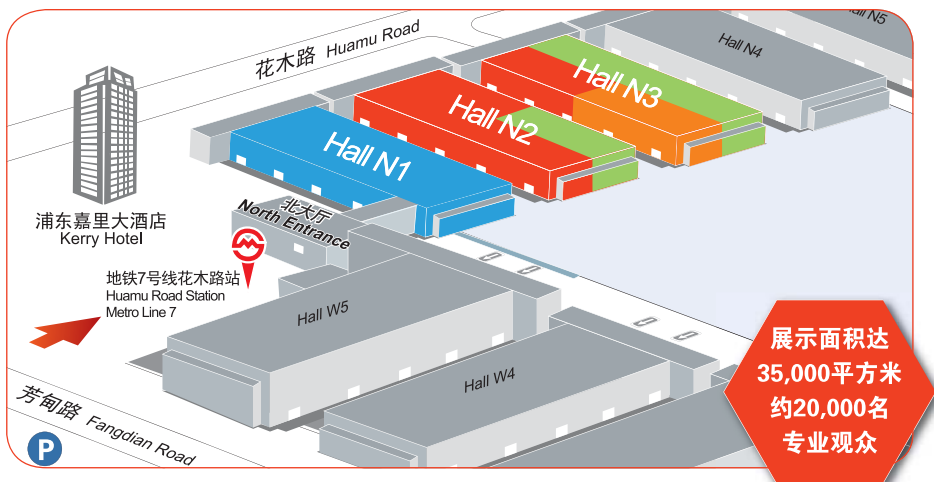 花木路 Huamu Road
Hall N5
Hall N4
Hall N3
Hall N2
Hall N1
浦东嘉里大酒店
Kerry Hotel
北大厅
North Entrance
地铁7号线花木路站
Huamu Road Station
Metro Line 7
Hall W5
Hall W4
芳甸路 Fangdian Road
P
展示面积达
35,000平方米
约20,000名
专业观众